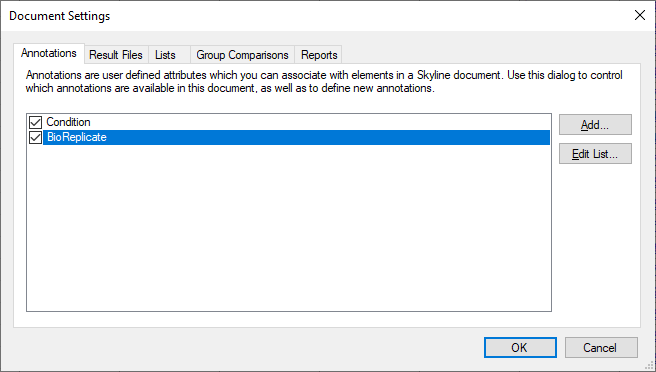 Document Settings
Annotations Result Files Lists Group Comparisons Reports
Annotations are user defined attributes which you can associate with elements in a Skyline document. Use this dialog to control
which annotations are available in this document, as well as to define new annotations.
Condition
BioReplicate
Add...
Edit List...
OK Cancel